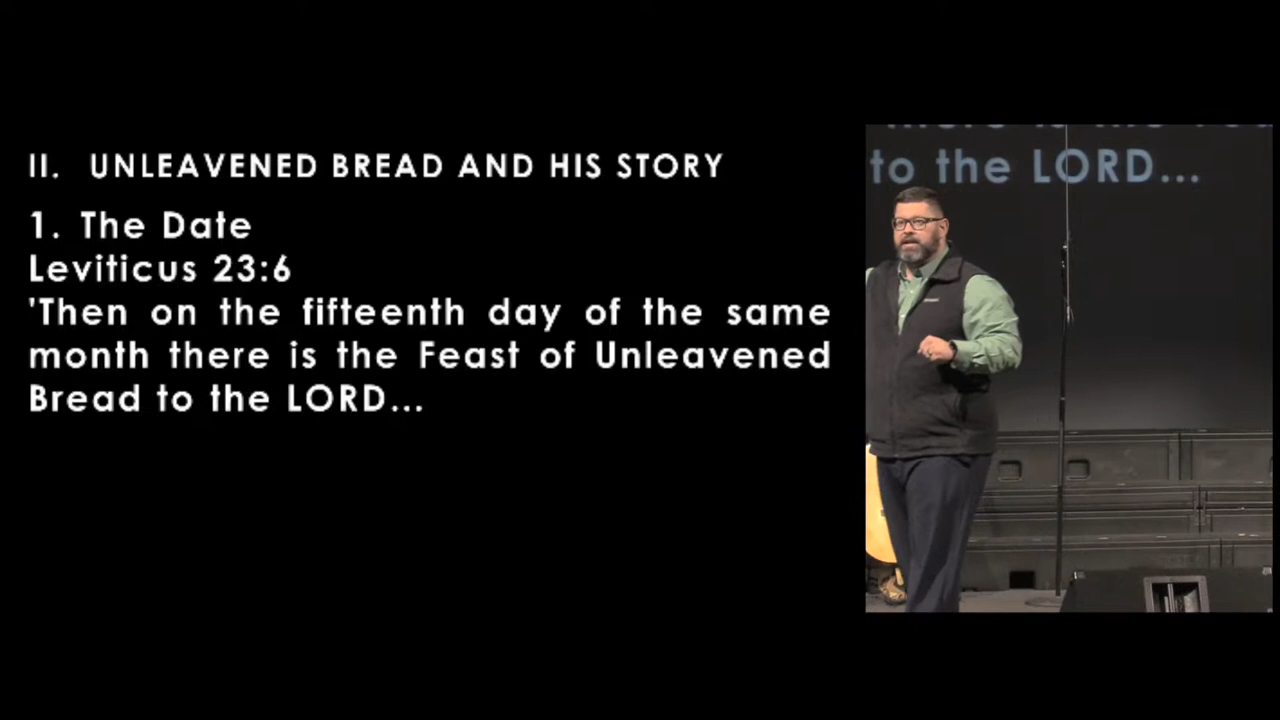 II. UNLEAVENED BREAD AND HIS STORY
1. The Date
Leviticus 23:6
'Then on the fifteenth day of the same
month there is the Feast of Unleavened
Bread to the LORD...
to the LORD...